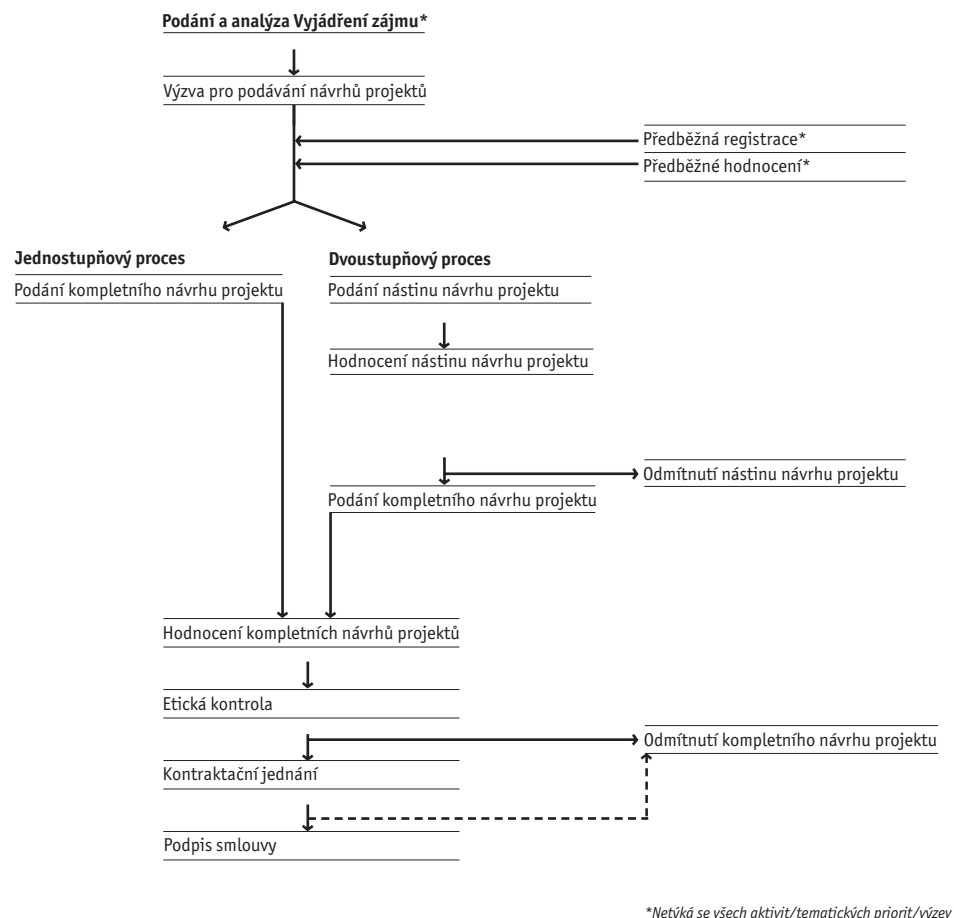 Podání a analýza Vyjádření zájmu*
Výzva pro podávání návrhů projektů
Předběžná registrace*
Předběžné hodnocení*
Jednostupňový proces
Podání kompletního návrhu projektu
Dvoustupňový proces
Podání nástinu návrhu projektu
Hodnocení nástinu návrhu projektu
Odmítnutí nástinu návrhu projektu
Podání kompletního návrhu projektu
Hodnocení kompletních návrhů projektů
Etická kontrola
Odmítnutí kompletního návrhu projektu
Kontraktační jednání
Podpis smlouvy
*Netýká se všech aktivit/tematických priorit/výzev